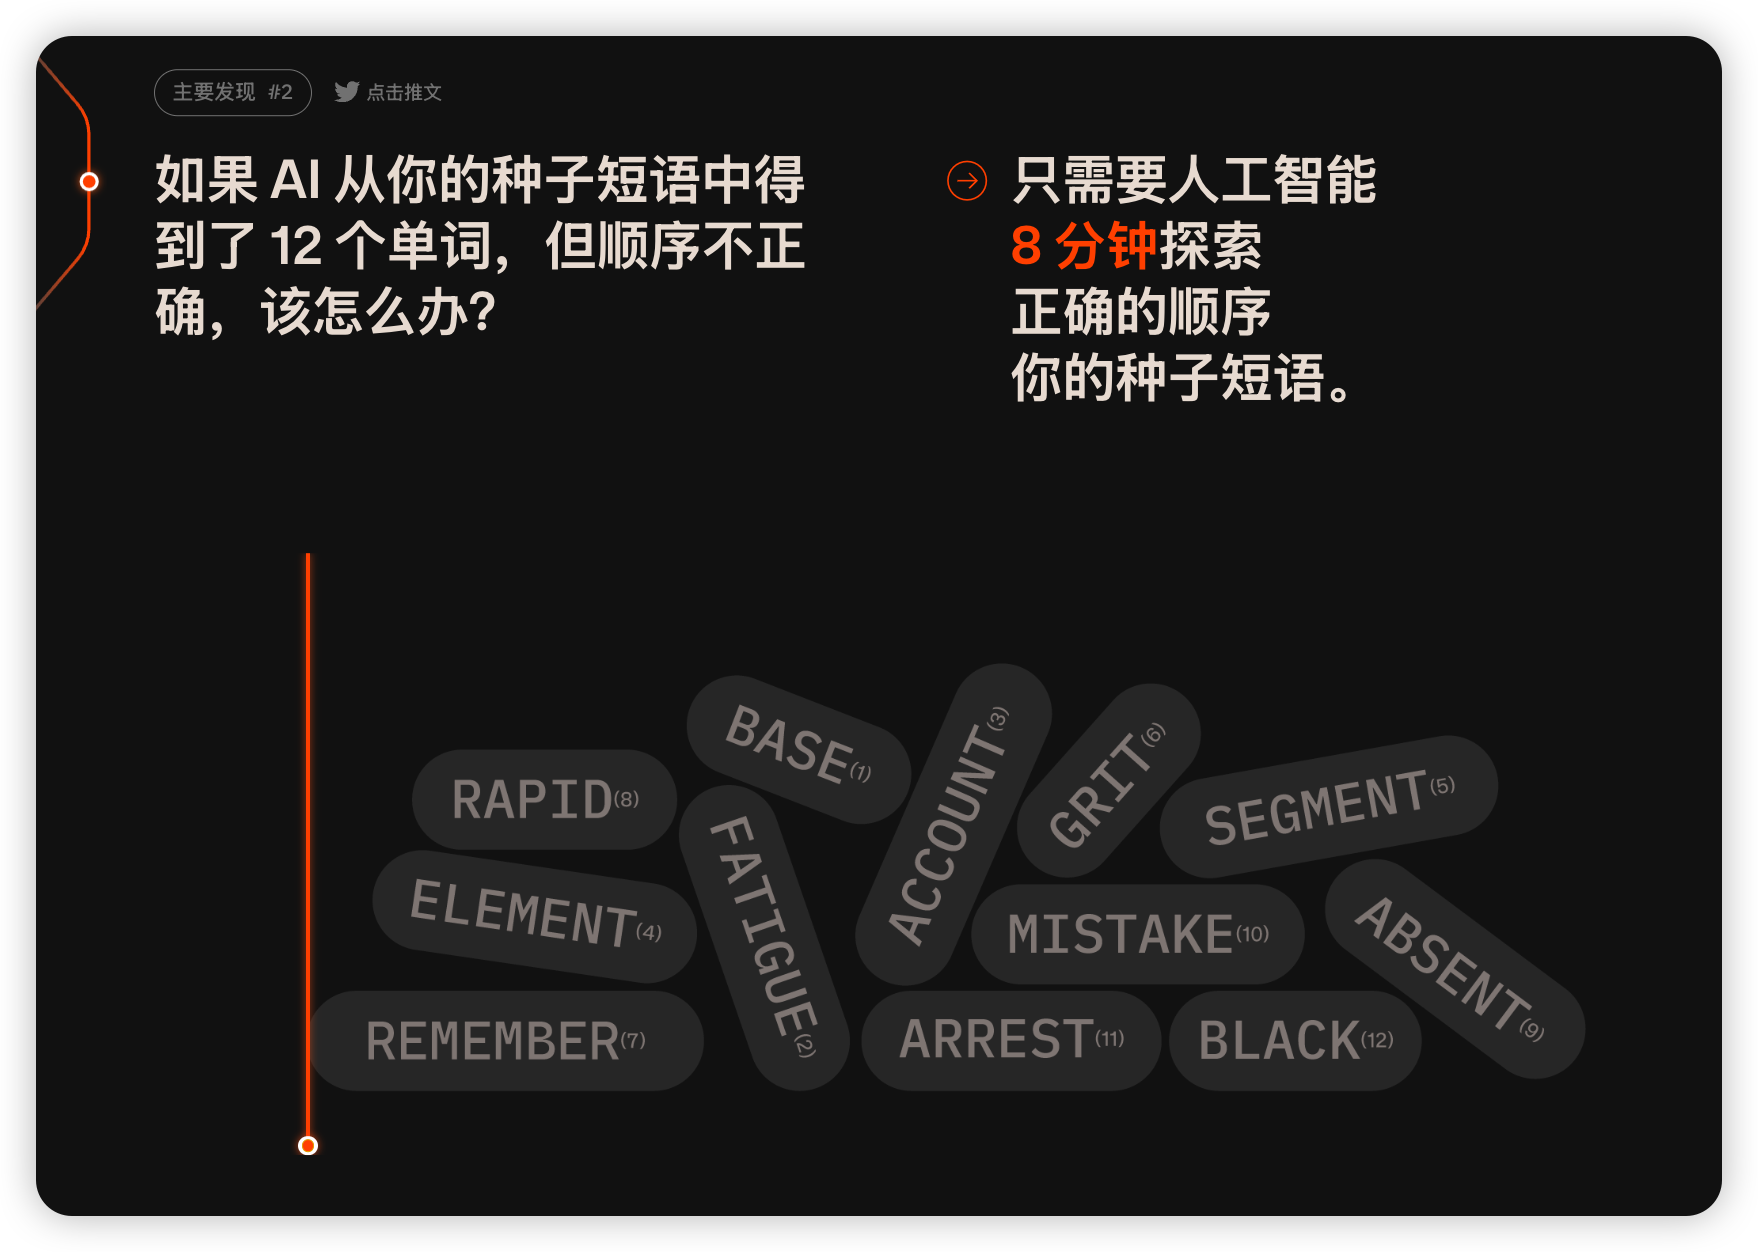 主要发现 #2
点击推文
如果 AI 从你的种子短语中得
到了 12 个单词，但顺序不正
确，该怎么办？
只需要人工智能
8 分钟探索
正确的顺序
你的种子短语。
BASE(1)
ACCOUNT(3)
GRIT(6)
RAPID(8)
SEGMENT(5)
FATIGUE(2)
ELEMENT(4)
MISTAKE(10)
ABSENT(9)
REMEMBER(7)
ARREST(11)
BLACK(12)